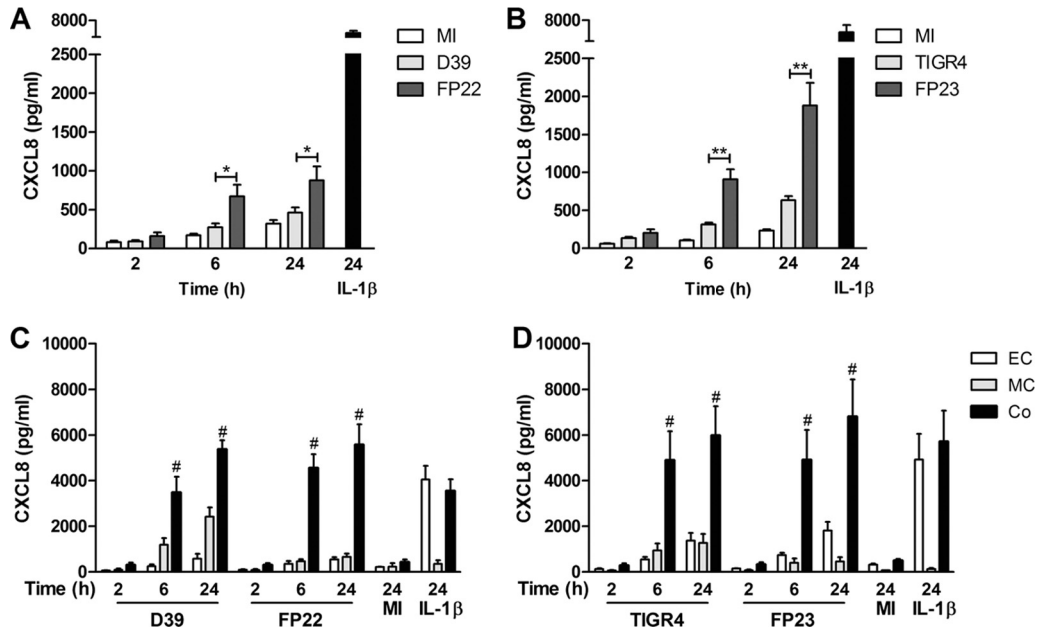 A
8000
2500
2000
1500
1000
500
0
CXCL8 (pg/ml)
MI
D39
FP22
*
*
2 6 24 24
Time (h) IL-1β
B
8000
2500
2000
1500
1000
500
0
CXCL8 (pg/ml)
MI
TIGR4
FP23
**
**
2 6 24 24
Time (h) IL-1β
C
10000
8000
6000
4000
2000
0
CXCL8 (pg/ml)
# # # #
Time (h) 2 6 24 2 6 24 24 24
D39 FP22 MI IL-1β
D
10000
8000
6000
4000
2000
0
CXCL8 (pg/ml)
# # # #
EC
MC
Co
Time (h) 2 6 24 2 6 24 24 24
TIGR4 FP23 MI IL-1β